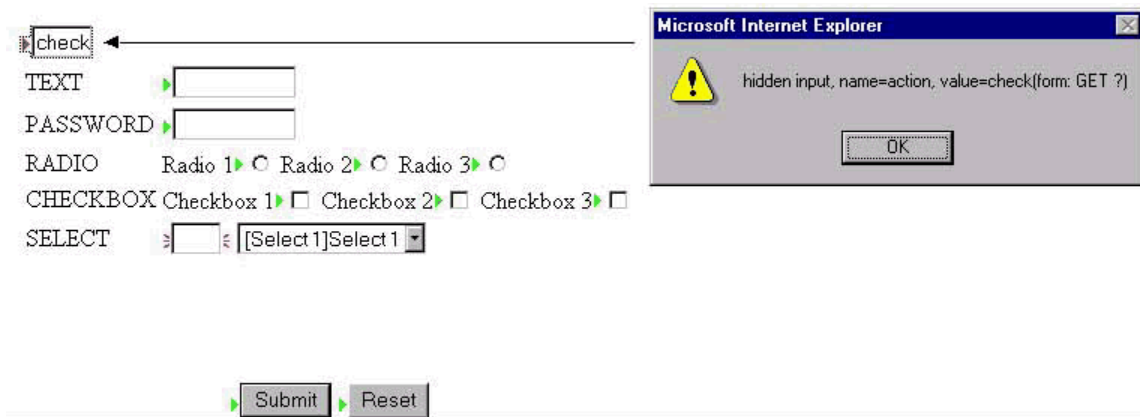 Microsoft Internet Explorer
hidden input, name=action, value=check(form: GET ?)
OK
check
TEXT
PASSWORD
RADIO Radio 1 Radio 2 Radio 3
CHECKBOX Checkbox 1 Checkbox 2 Checkbox 3
SELECT [Select 1]Select 1
Submit Reset